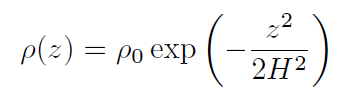 ρ(z) = ρ₀ exp(−z²/2H²)